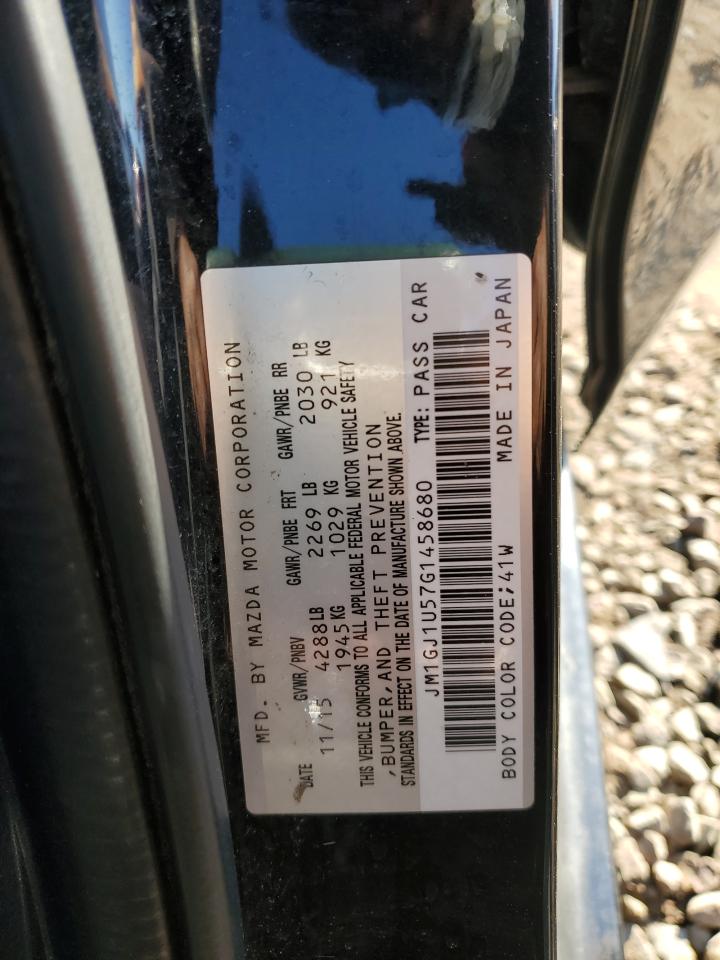 MFD. BY MAZDA MOTOR CORPORATION
DATE GVWR/PNBV GAWR/PNBE FRT GAWR/PNBE RR
11/15 4288LB 2269 LB 2030 LB
1945KG 1029 KG 921 KG
THIS VEHICLE CONFORMS TO ALL APPLICABLE FEDERAL MOTOR VEHICLE SAFETY
,BUMPER,AND THEFT PREVENTION
STANDARDS IN EFFECT ON THE DATE OF MANUFACTURE SHOWN ABOVE.
JM1GJ1U57G1458680 TYPE: PASS CAR
BODY COLOR CODE;41W MADE IN JAPAN